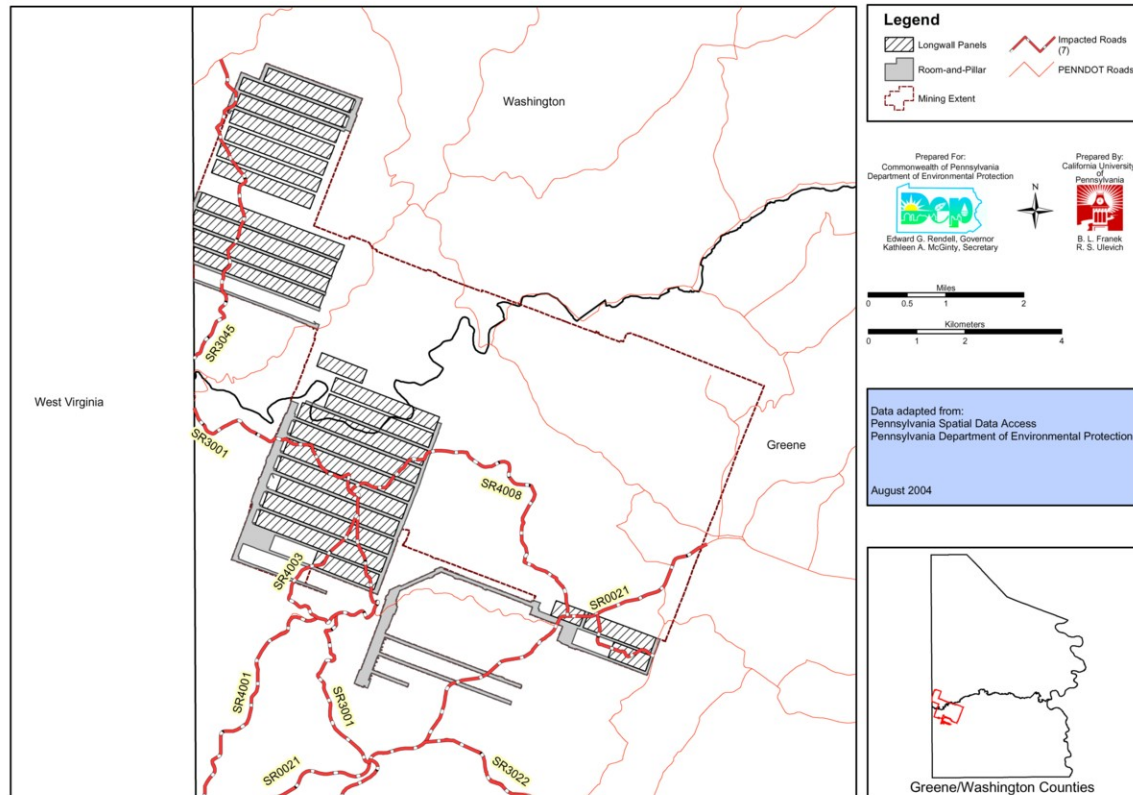 Washington
West Virginia
Greene
SR3045
SR3001
SR4008
SR4003
SR0021
SR4001
SR3001
SR0021
SR3022
Legend
Longwall Panels
Room-and-Pillar
Mining Extent
Impacted Roads
(7)
PENNDOT Roads
Prepared For:
Commonwealth of Pennsylvania
Department of Environmental Protection
Dep
Edward G. Rendell, Governor
Kathleen A. McGinty, Secretary
N
Prepared By:
California University
of
Pennsylvania
B. L. Franek
R. S. Ulevich
Miles
0 0.5 1 2
Kilometers
0 1 2 4
Data adapted from:
Pennsylvania Spatial Data Access
Pennsylvania Department of Environmental Protection
August 2004
Greene/Washington Counties